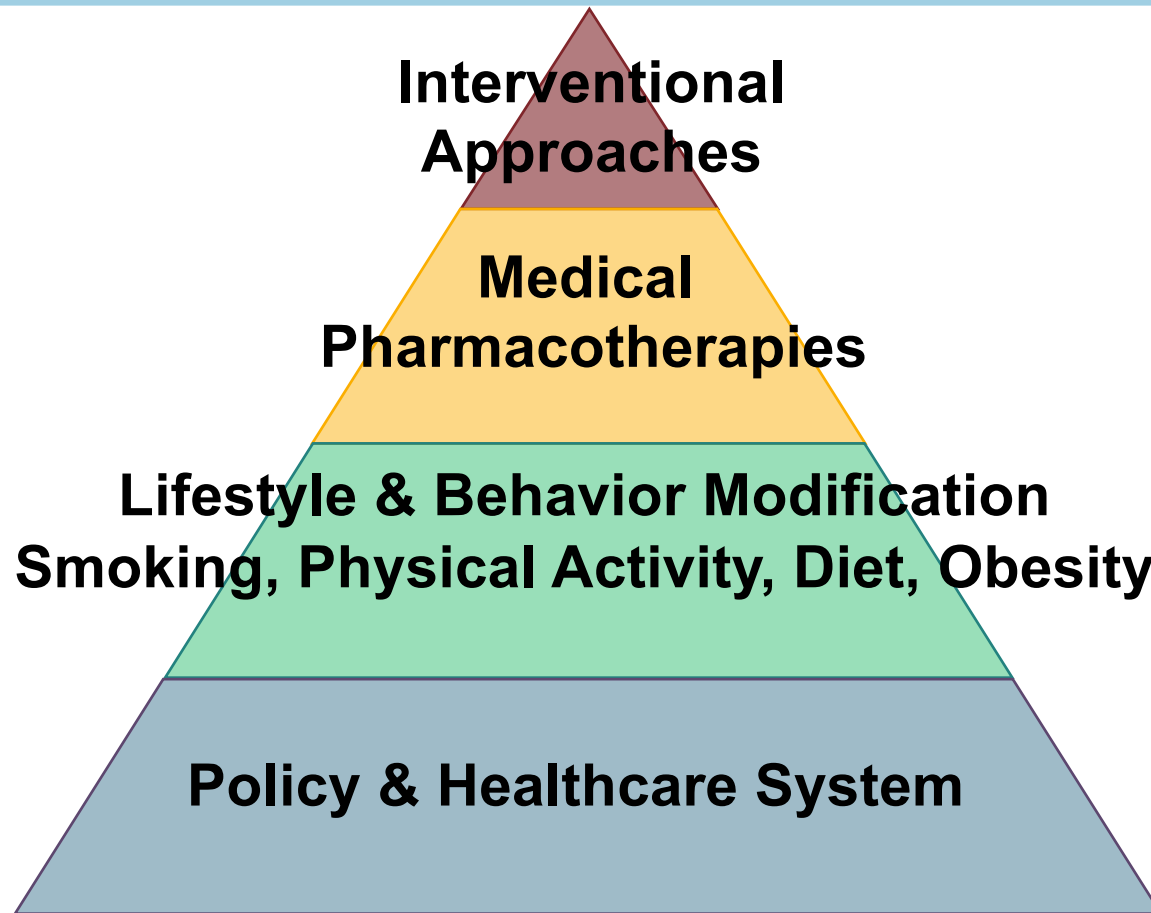 Interventional
Approaches
Medical
Pharmacotherapies
Lifestyle & Behavior Modification
Smoking, Physical Activity, Diet, Obesity
Policy & Healthcare System